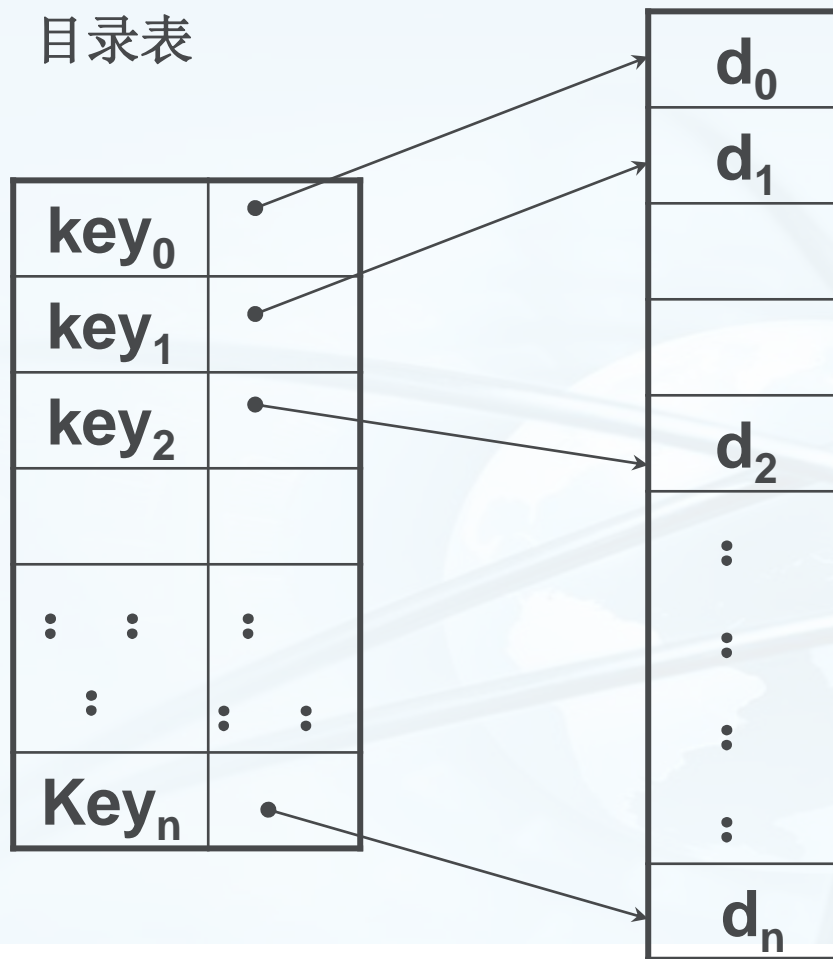 目录表
key₀
key₁
key₂
: : :
: : :
Keyₙ
d₀
d₁
d₂
:
:
:
:
dₙ